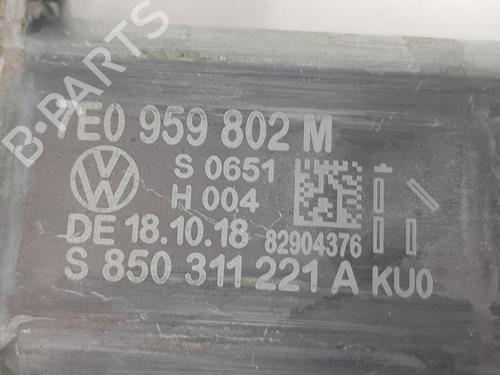 B-PARTS
7E0 959 802 M
S 0651
H 004
DE 18.10.18 82904376
S 850 311 221 A KU0